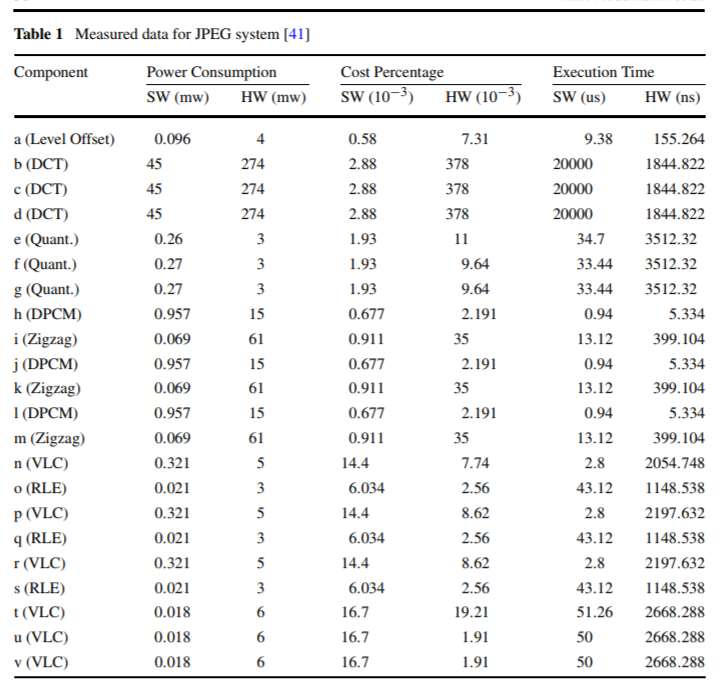 Table 1 Measured data for JPEG system [41]
Component Power Consumption Cost Percentage Execution Time
SW (mw) HW (mw) SW (10⁻³) HW (10⁻³) SW (us) HW (ns)
a (Level Offset) 0.096 4 0.58 7.31 9.38 155.264
b (DCT) 45 274 2.88 378 20000 1844.822
c (DCT) 45 274 2.88 378 20000 1844.822
d (DCT) 45 274 2.88 378 20000 1844.822
e (Quant.) 0.26 3 1.93 11 34.7 3512.32
f (Quant.) 0.27 3 1.93 9.64 33.44 3512.32
g (Quant.) 0.27 3 1.93 9.64 33.44 3512.32
h (DPCM) 0.957 15 0.677 2.191 0.94 5.334
i (Zigzag) 0.069 61 0.911 35 13.12 399.104
j (DPCM) 0.957 15 0.677 2.191 0.94 5.334
k (Zigzag) 0.069 61 0.911 35 13.12 399.104
l (DPCM) 0.957 15 0.677 2.191 0.94 5.334
m (Zigzag) 0.069 61 0.911 35 13.12 399.104
n (VLC) 0.321 5 14.4 7.74 2.8 2054.748
o (RLE) 0.021 3 6.034 2.56 43.12 1148.538
p (VLC) 0.321 5 14.4 8.62 2.8 2197.632
q (RLE) 0.021 3 6.034 2.56 43.12 1148.538
r (VLC) 0.321 5 14.4 8.62 2.8 2197.632
s (RLE) 0.021 3 6.034 2.56 43.12 1148.538
t (VLC) 0.018 6 16.7 19.21 51.26 2668.288
u (VLC) 0.018 6 16.7 1.91 50 2668.288
v (VLC) 0.018 6 16.7 1.91 50 2668.288